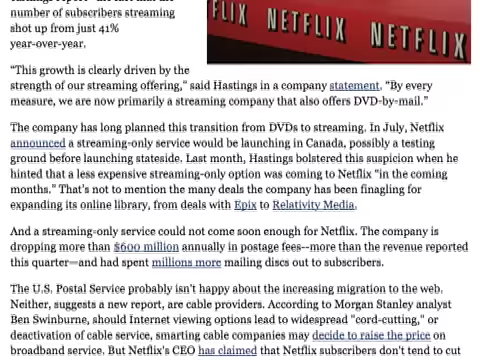 number of subscribers streaming
shot up from just 41%
year-over-year.
FLIX NETFLIX NETFLIX
“This growth is clearly driven by the
strength of our streaming offering,” said Hastings in a company statement. “By every
measure, we are now primarily a streaming company that also offers DVD-by-mail.”
The company has long planned this transition from DVDs to streaming. In July, Netflix
announced a streaming-only service would be launching in Canada, possibly a testing
ground before launching stateside. Last month, Hastings bolstered this suspicion when he
hinted that a less expensive streaming-only option was coming to Netflix “in the coming
months.” That’s not to mention the many deals the company has been finagling for
expanding its online library, from deals with Epix to Relativity Media.
And a streaming-only service could not come soon enough for Netflix. The company is
dropping more than $600 million annually in postage fees--more than the revenue reported
this quarter—and had spent millions more mailing discs out to subscribers.
The U.S. Postal Service probably isn't happy about the increasing migration to the web.
Neither, suggests a new report, are cable providers. According to Morgan Stanley analyst
Ben Swinburne, should Internet viewing options lead to widespread "cord-cutting," or
deactivation of cable service, smarting cable companies may decide to raise the price on
broadband service. But Netflix's CEO has claimed that Netflix subscribers don't tend to cut